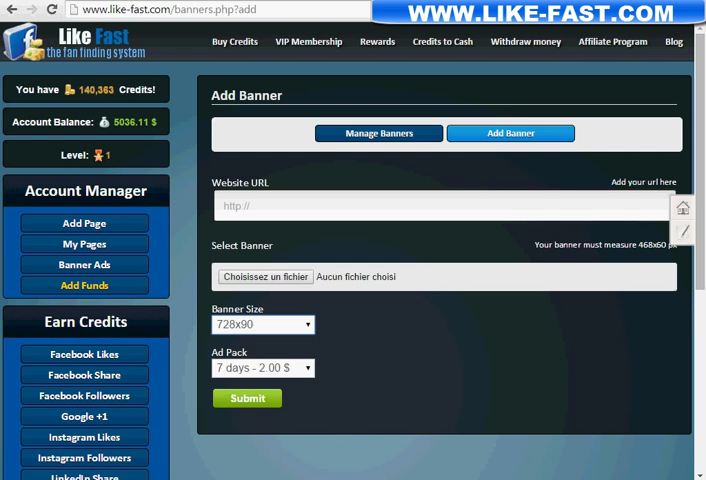 www.like-fast.com/banners.php?add
WWW.LIKE-FAST.COM
Like Fast
the fan finding system
Buy Credits
VIP Membership
Rewards
Credits to Cash
Withdraw money
Affiliate Program
Blog
You have 140,363 Credits!
Account Balance: 5036.11 $
Level: 1
Account Manager
Add Page
My Pages
Banner Ads
Add Funds
Earn Credits
Facebook Likes
Facebook Share
Facebook Followers
Google +1
Instagram Likes
Instagram Followers
LinkedIn Share
Add Banner
Manage Banners
Add Banner
Website URL
Add your url here
http://
Select Banner
Your banner must measure 468x60 px
Choisissez un fichier Aucun fichier choisi
Banner Size
728x90
Ad Pack
7 days - 2.00 $
Submit